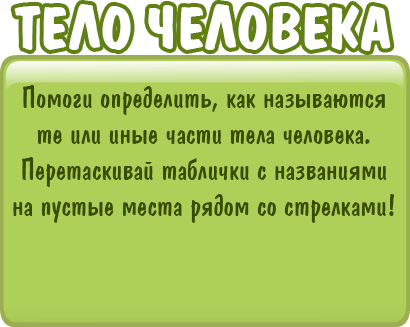 ТЕЛО ЧЕЛОВЕКА
Помоги определить, как называются
те или иные части тела человека.
Перетаскивай таблички с названиями
на пустые места рядом со стрелками!